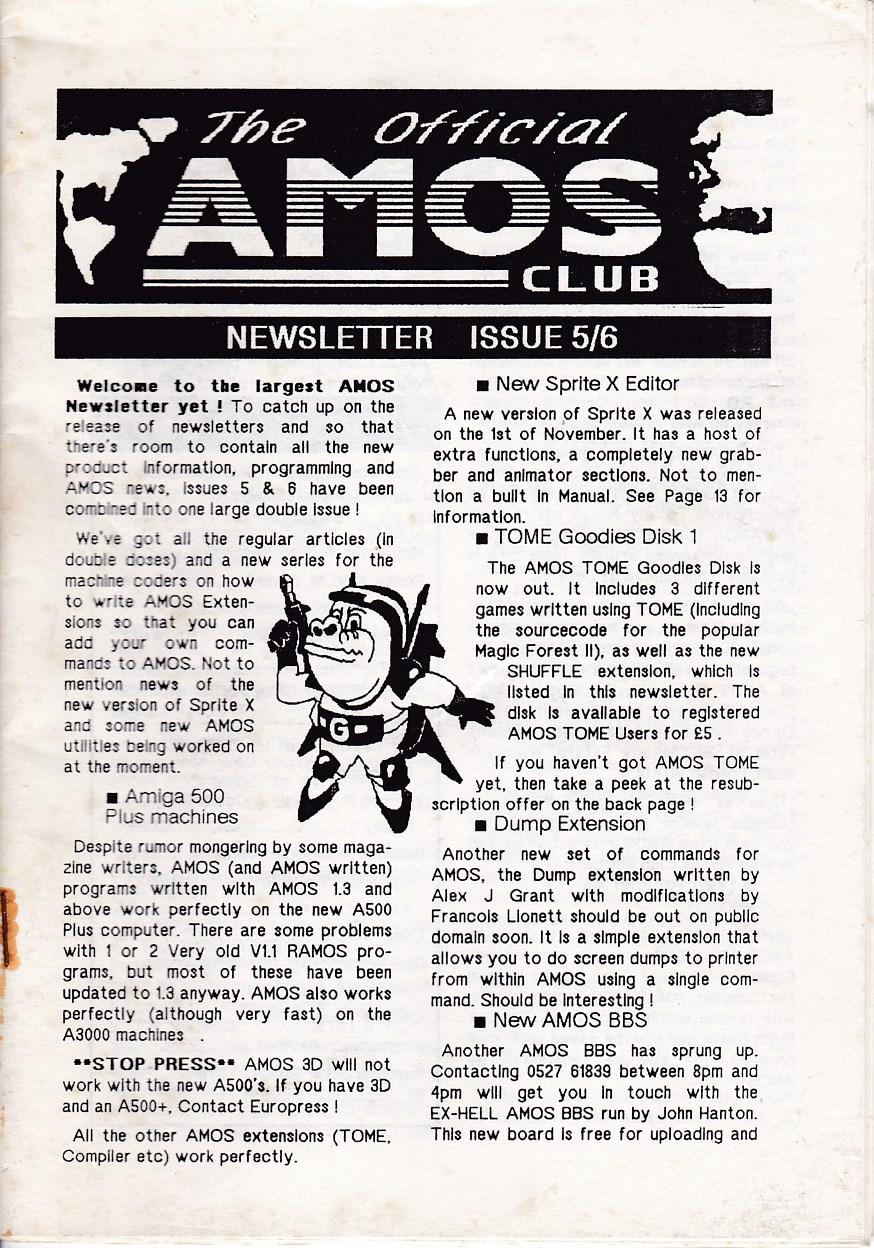 The Official
AMOS
CLUB
NEWSLETTER ISSUE 5/6
Welcome to the largest AMOS
Newsletter yet ! To catch up on the
release of newsletters and so that
there's room to contain all the new
product information, programming and
AMOS news, issues 5 & 6 have been
combined into one large double issue !
We've got all the regular articles (in
double doses) and a new series for the
machine coders on how
to write AMOS Exten-
sions so that you can
add your own com-
mands to AMOS. Not to
mention news of the
new version of Sprite X
and some new AMOS
utilities being worked on
at the moment.
G-
■ Amiga 500
Plus machines
Despite rumor mongering by some maga-
zine writers, AMOS (and AMOS written)
programs written with AMOS 1.3 and
above work perfectly on the new A500
Plus computer. There are some problems
with 1 or 2 Very old V1.1 RAMOS pro-
grams, but most of these have been
updated to 1.3 anyway. AMOS also works
perfectly (although very fast) on the
A3000 machines .
**STOP PRESS** AMOS 3D will not
work with the new A500's. If you have 3D
and an A500+, Contact Europress !
All the other AMOS extensions (TOME,
Compiler etc) work perfectly.
■ New Sprite X Editor
A new version of Sprite X was released
on the 1st of November. It has a host of
extra functions, a completely new grab-
ber and animator sections. Not to men-
tion a built in Manual. See Page 13 for
information.
■ TOME Goodies Disk 1
The AMOS TOME Goodies Disk is
now out. It includes 3 different
games written using TOME (including
the sourcecode for the popular
Magic Forest II), as well as the new
SHUFFLE extension, which is
listed in this newsletter. The
disk is available to registered
AMOS TOME Users for £5 .
If you haven't got AMOS TOME
yet, then take a peek at the resub-
scription offer on the back page !
■ Dump Extension
Another new set of commands for
AMOS, the Dump extension written by
Alex J Grant with modifications by
Francois Lionett should be out on public
domain soon. It is a simple extension that
allows you to do screen dumps to printer
from within AMOS using a single com-
mand. Should be interesting !
■ New AMOS BBS
Another AMOS BBS has sprung up.
Contacting 0527 61839 between 8pm and
4pm will get you in touch with the
EX-HELL AMOS BBS run by John Hanton.
This new board is free for uploading and